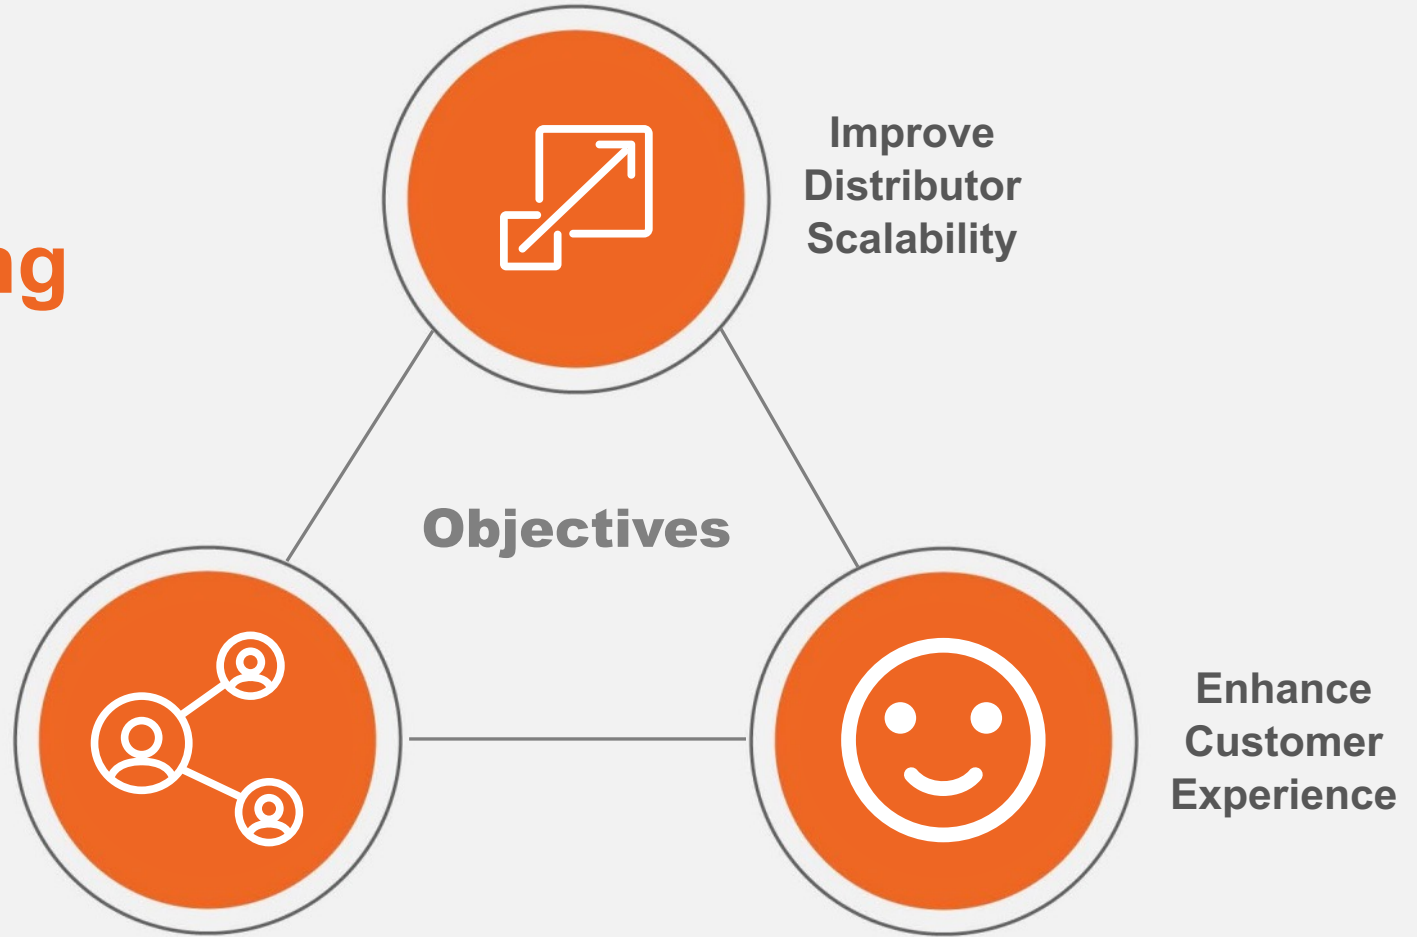 Improve
Distributor
Scalability
ng
Objectives
Enhance
Customer
Experience